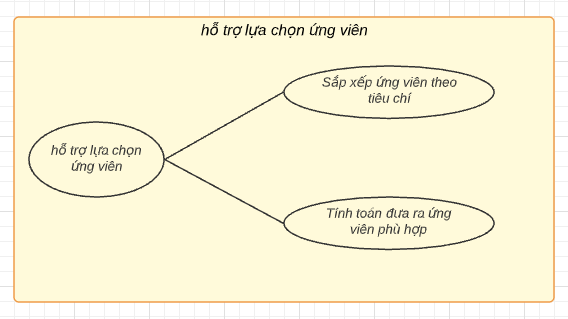 hỗ trợ lựa chọn ứng viên
Sắp xếp ứng viên theo
tiêu chí
hỗ trợ lựa chọn
ứng viên
Tính toán đưa ra ứng
viên phù hợp